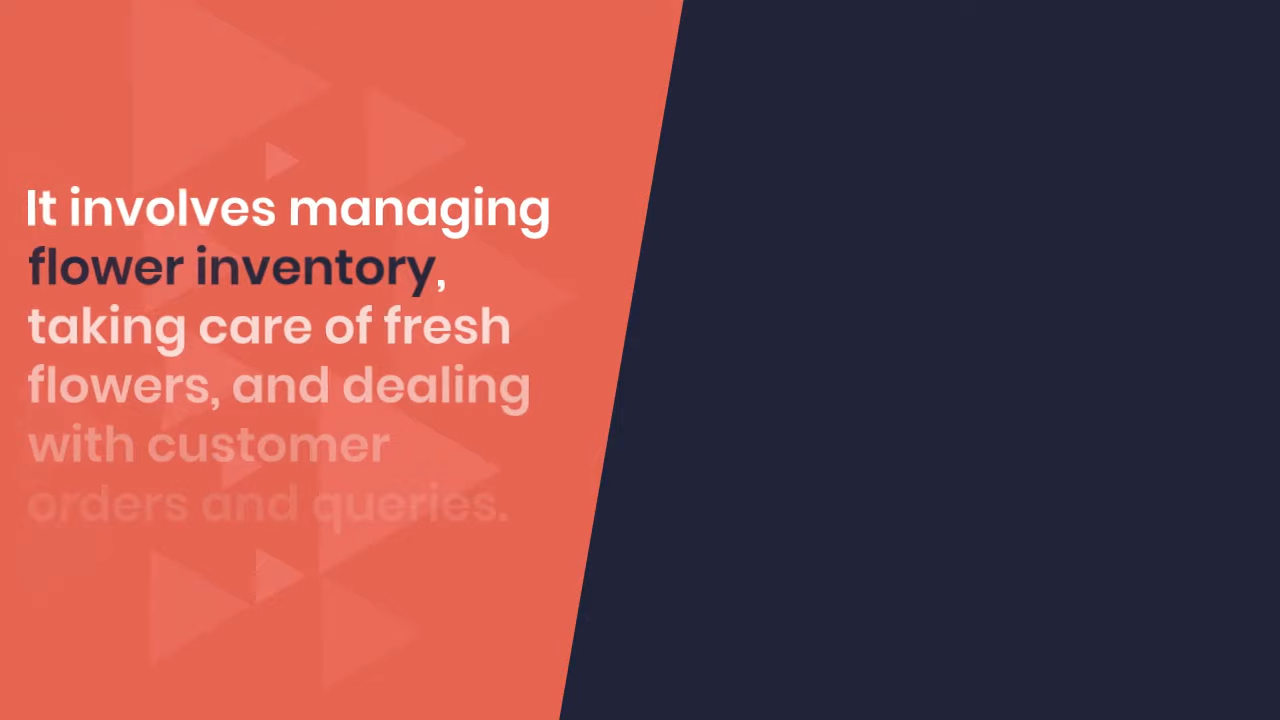 It involves managing
flower inventory,
taking care of fresh
flowers, and dealing
with customer
orders and queries.